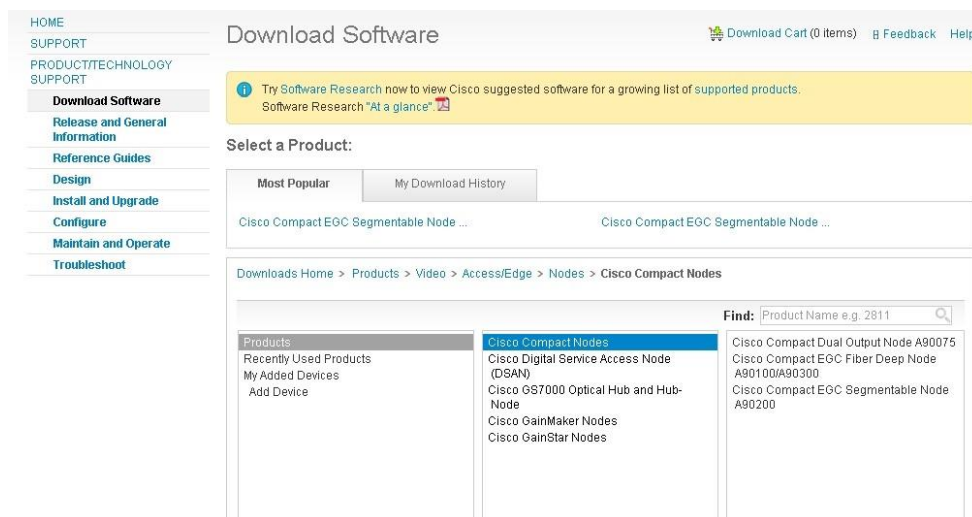 HOME
SUPPORT
PRODUCT/TECHNOLOGY
SUPPORT
Download Software
Release and General
Information
Reference Guides
Design
Install and Upgrade
Configure
Maintain and Operate
Troubleshoot
Download Software
Download Cart (0 items) Feedback Help
Try Software Research now to view Cisco suggested software for a growing list of supported products.
Software Research "At a glance".
Select a Product:
Most Popular My Download History
Cisco Compact EGC Segmentable Node ... Cisco Compact EGC Segmentable Node ...
Downloads Home > Products > Video > Access/Edge > Nodes > Cisco Compact Nodes
Find: Product Name e.g. 2811
Products
Recently Used Products
My Added Devices
Add Device
Cisco Compact Nodes
Cisco Digital Service Access Node
(DSAN)
Cisco GS7000 Optical Hub and Hub-
Node
Cisco GainMaker Nodes
Cisco GainStar Nodes
Cisco Compact Dual Output Node A90075
Cisco Compact EGC Fiber Deep Node
A90100/A90300
Cisco Compact EGC Segmentable Node
A90200